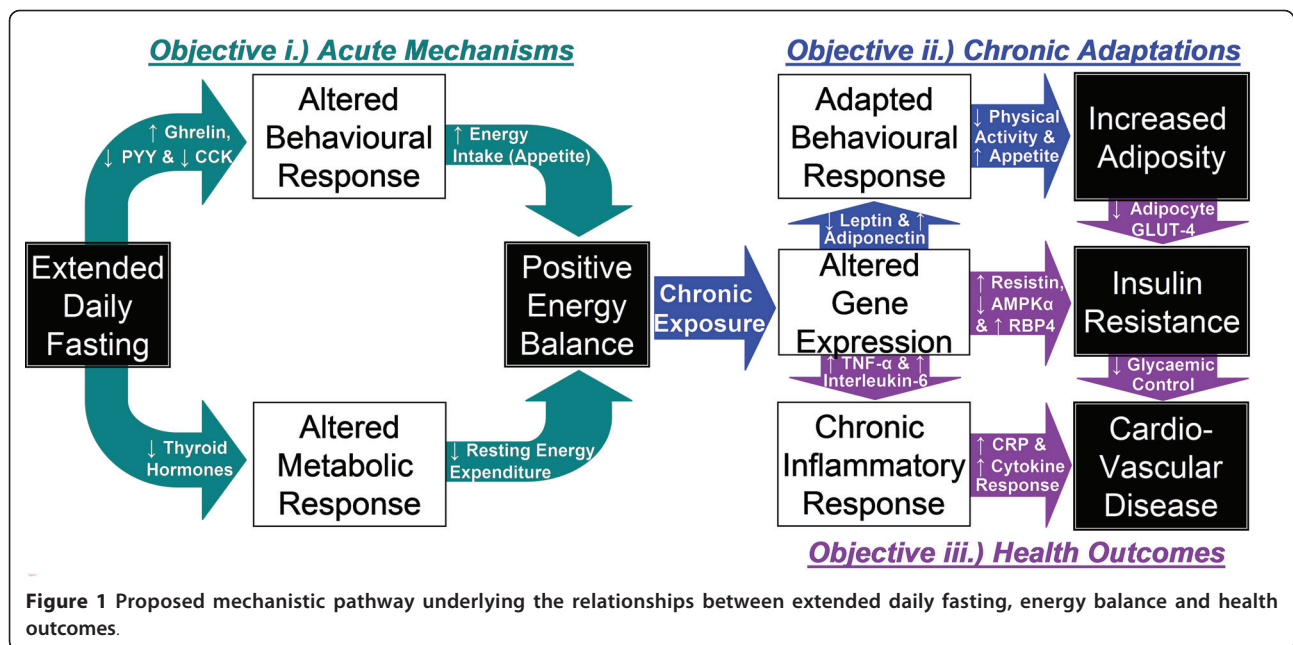 Objective i.) Acute Mechanisms
Objective ii.) Chronic Adaptations
↑ Ghrelin,
↓ PYY & ↓ CCK
Altered
Behavioural
Response
↑ Energy
Intake (Appetite)
Extended
Daily
Fasting
Positive
Energy
Balance
↓ Thyroid
Hormones
Altered
Metabolic
Response
↓ Resting Energy
Expenditure
Chronic
Exposure
Adapted
Behavioural
Response
↓ Physical
Activity &
↑ Appetite
Increased
Adiposity
↓ Leptin & ↑
Adiponectin
↓ Adipocyte
GLUT-4
Altered
Gene
Expression
↑ Resistin,
↓ AMPKα
& ↑ RBP4
Insulin
Resistance
↑ TNF-α & ↑
Interleukin-6
↓ Glycaemic
Control
Chronic
Inflammatory
Response
↑ CRP &
↑ Cytokine
Response
Cardio-
Vascular
Disease
Objective iii.) Health Outcomes
Figure 1 Proposed mechanistic pathway underlying the relationships between extended daily fasting, energy balance and health
outcomes.